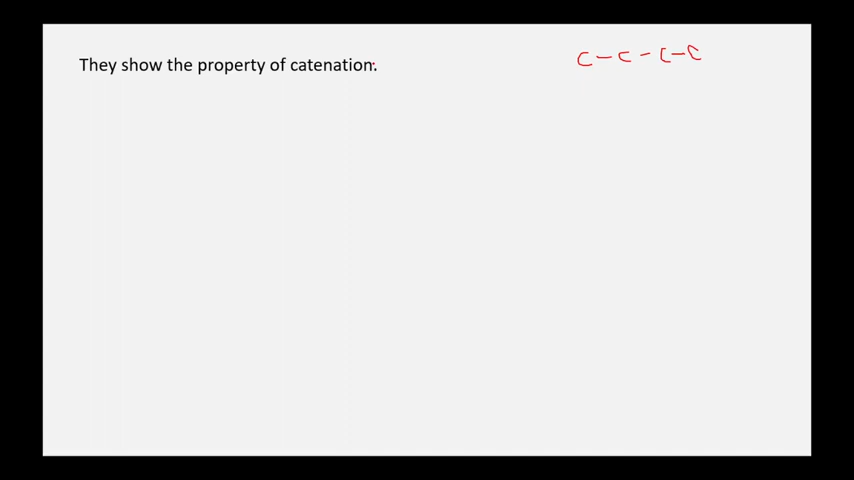 They show the property of catenation.
C - C - C - C